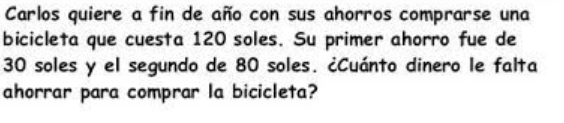 Carlos quiere a fin de año con sus ahorros comprarse una
bicicleta que cuesta 120 soles. Su primer ahorro fue de
30 soles y el segundo de 80 soles. ¿Cuánto dinero le falta
ahorrar para comprar la bicicleta?